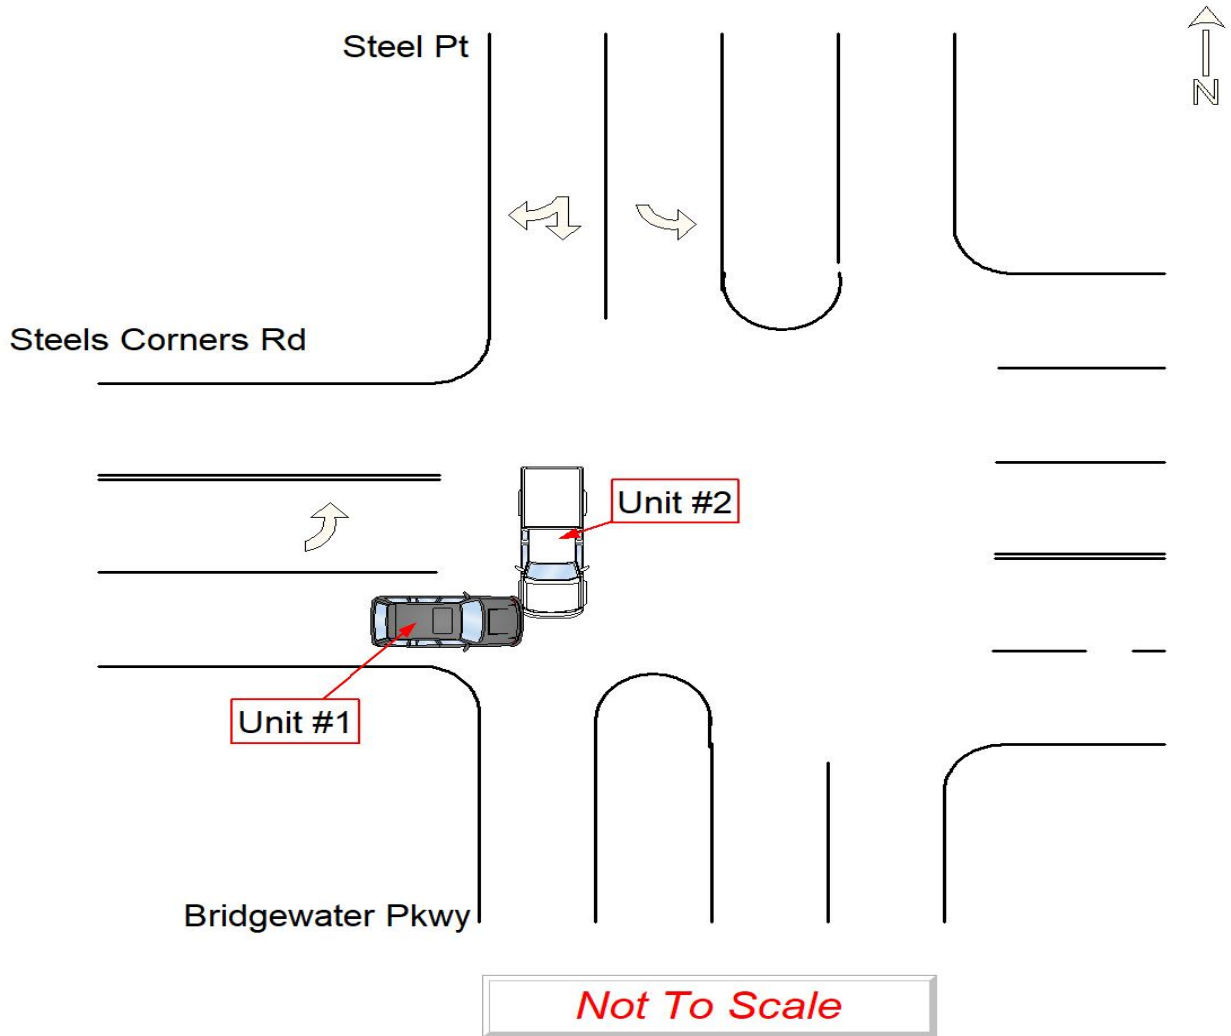 Steel Pt
N
Steels Corners Rd
Unit #2
Unit #1
Bridgewater Pkwy
Not To Scale